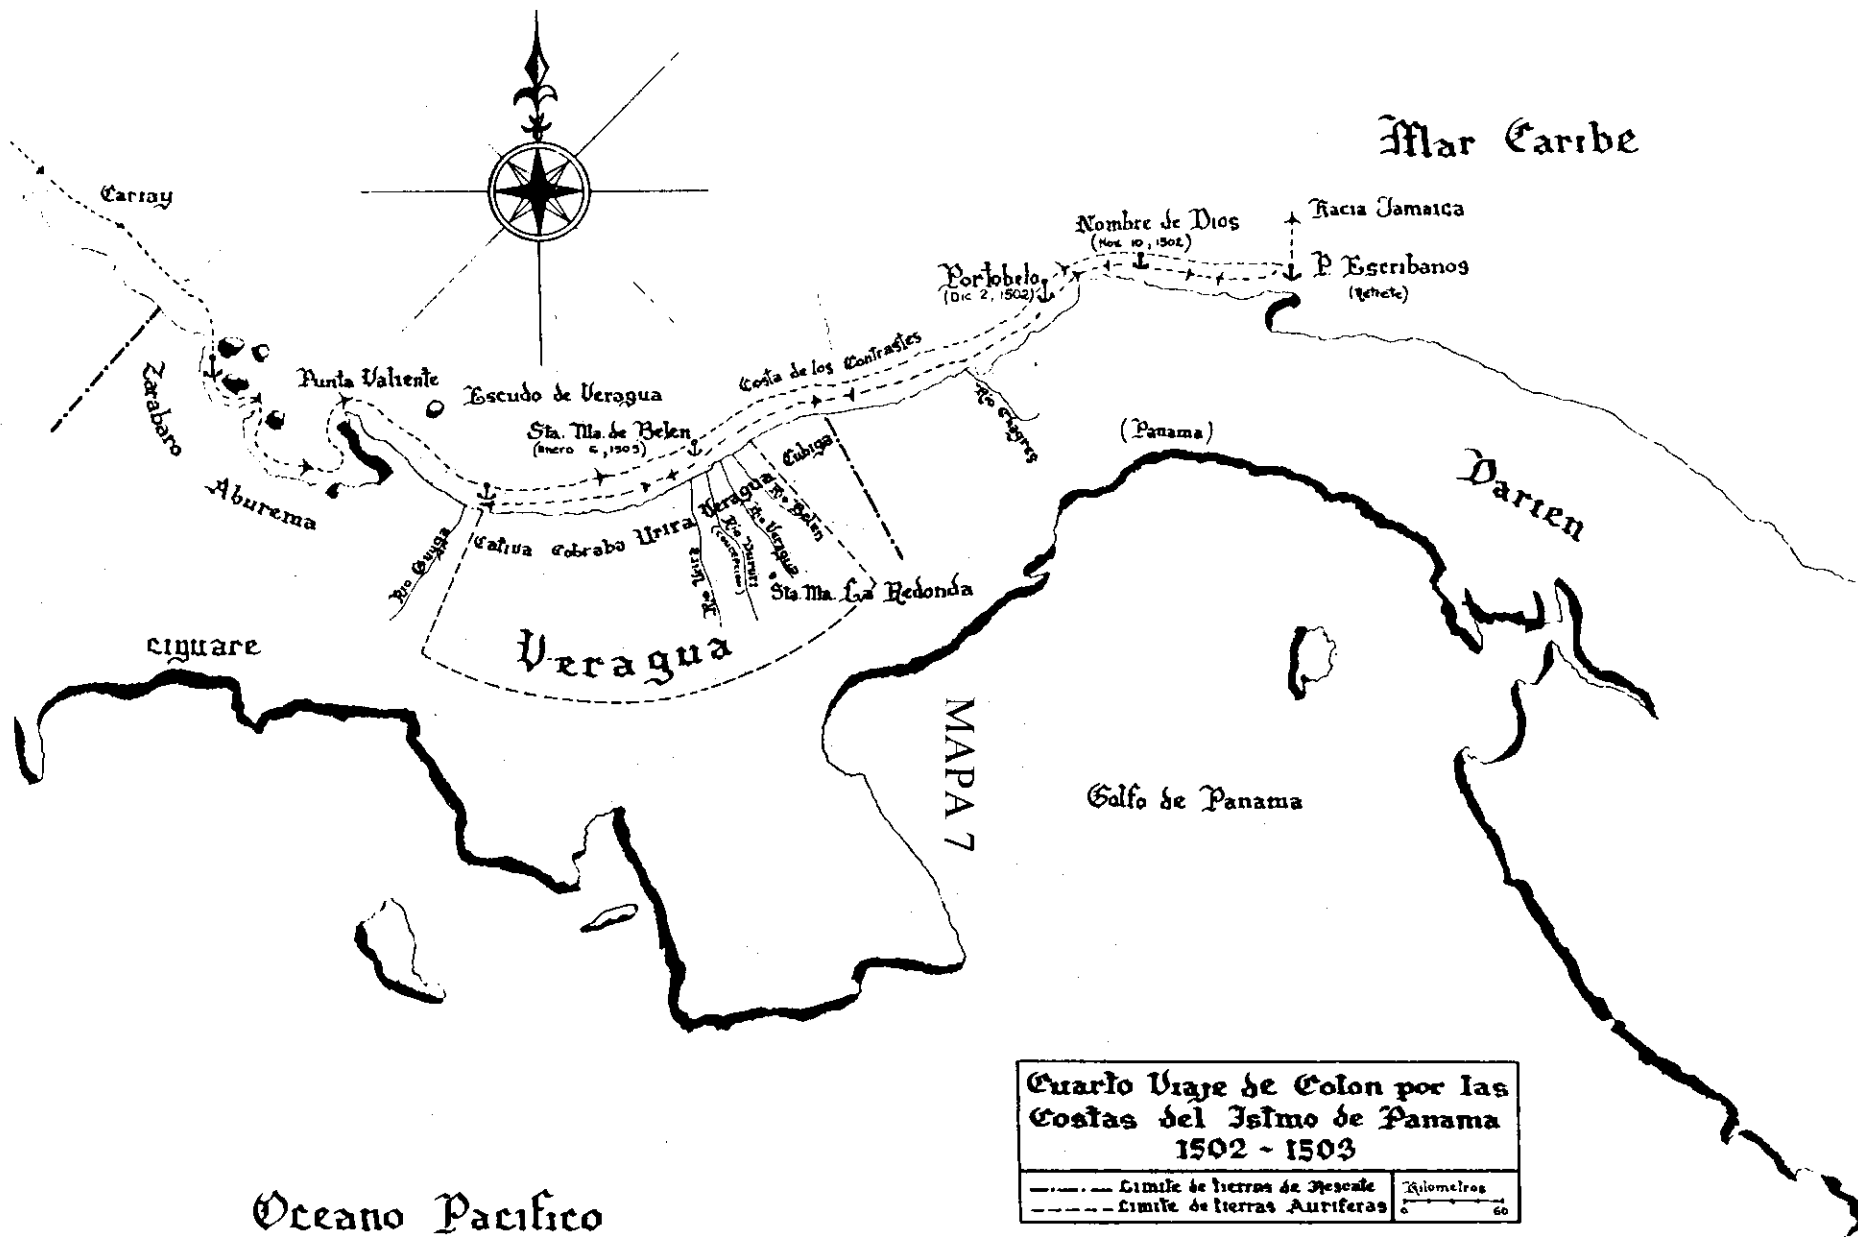 Mar Caribe
Cariay
Hacia Jamaica
Nombre de Dios
(Nov. 10, 1502)
P. Escribanos
(Retrete)
Portobelo
(Dic 2, 1502)
Costa de los Contrastes
Zarabaro
Punta Valiente
Escudo de Veragua
Sta. Ma. de Belen
(Enero 6, 1503)
Rio Chagres
(Panama)
Cubiga
Darien
Aburema
Cativa Cobraba Urira Veragua
Rio Belen
Rio Veragua
(Concepcion)
Rio Urira
Sta. Ma. La Redonda
Ciguare
Veragua
MAPA 7
Golfo de Panama
Cuarto Viaje de Colon por las
Costas del Istmo de Panama
1502 - 1503
Limite de tierras de Rescate
Limite de tierras Auriferas
Kilometros
0 60
Oceano Pacifico